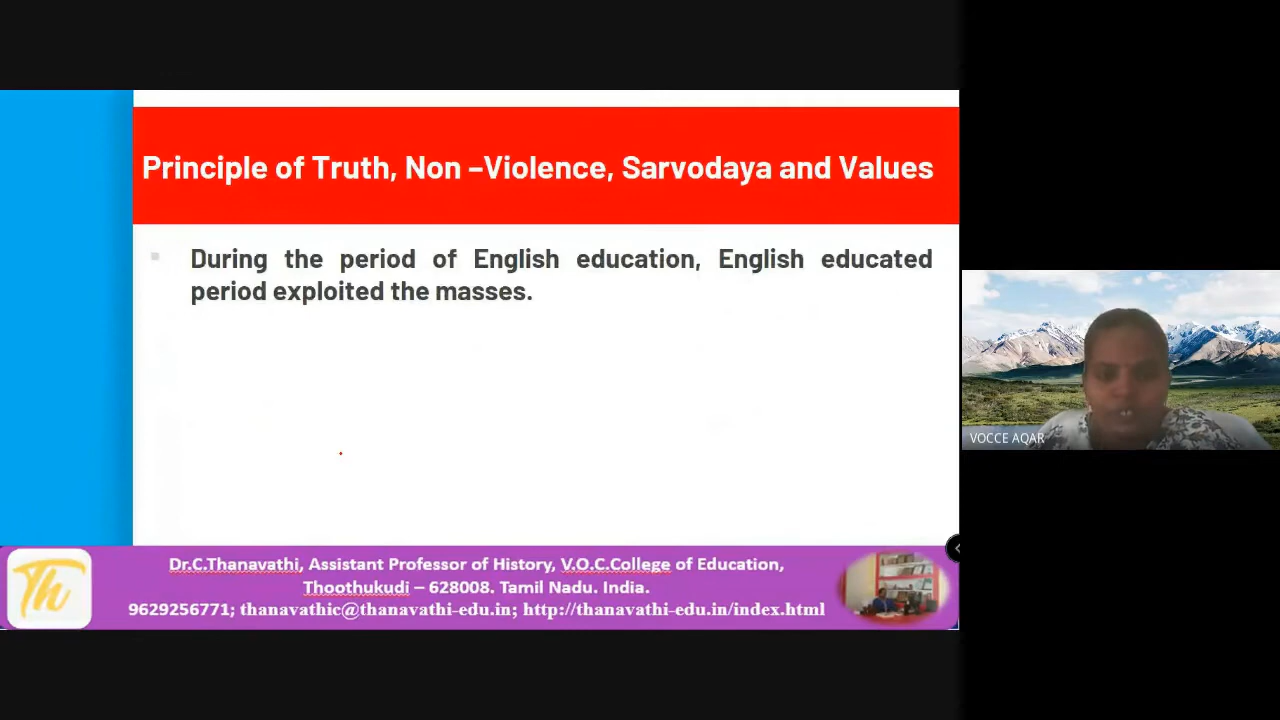 Principle of Truth, Non –Violence, Sarvodaya and Values
During the period of English education, English educated
period exploited the masses.
VOCCE AQAR
Th
Dr.C.Thanavathi, Assistant Professor of History, V.O.C.College of Education,
Thoothukudi – 628008. Tamil Nadu. India.
9629256771; thanavathic@thanavathi-edu.in; http://thanavathi-edu.in/index.html